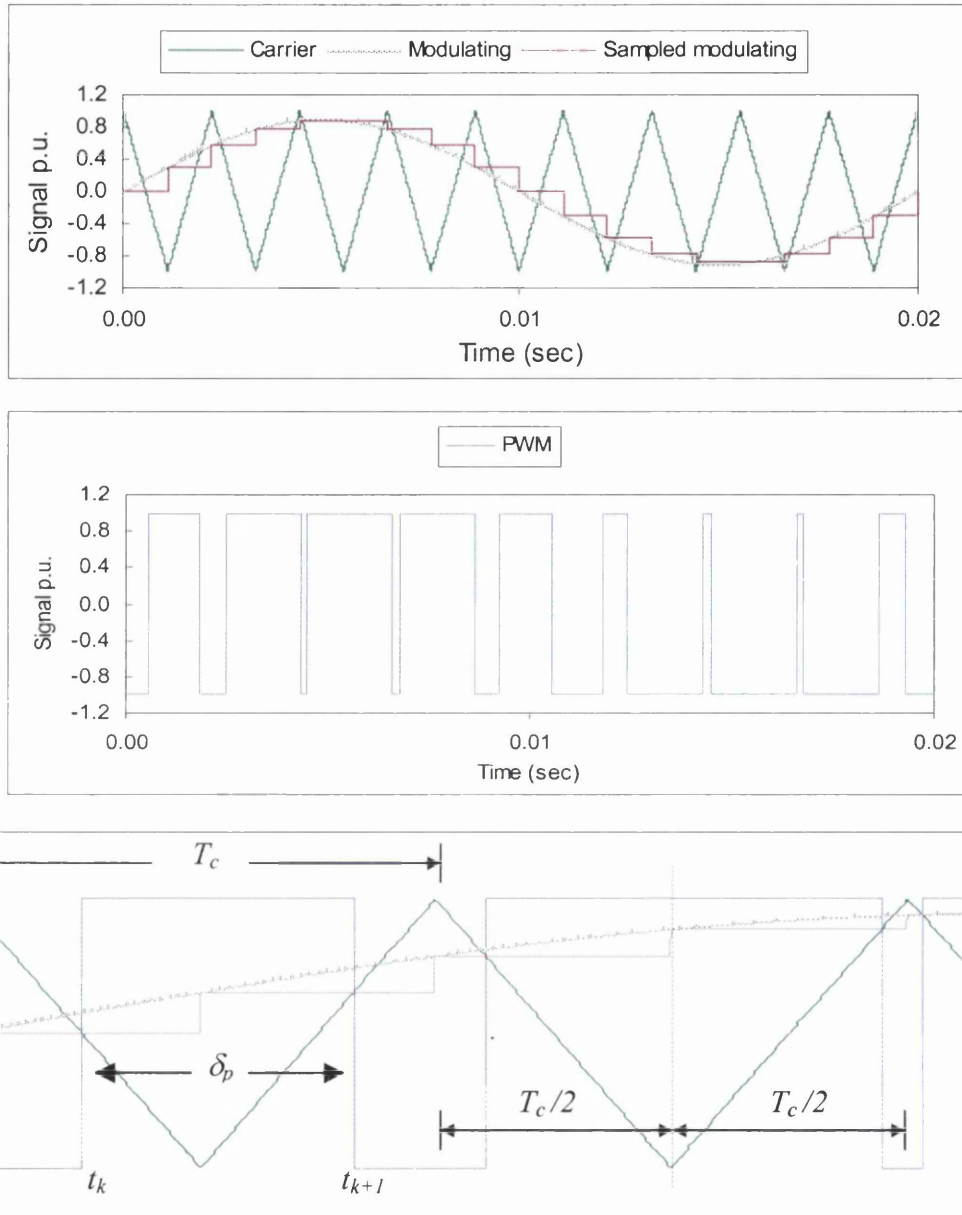 Carrier Modulating Sampled modulating
Signal p.u.
1.2
0.8
0.4
0.0
-0.4
-0.8
-1.2
0.00 0.01 0.02
Time (sec)
PWM
Signal p.u.
1.2
0.8
0.4
0.0
-0.4
-0.8
-1.2
0.00 0.01 0.02
Time (sec)
T_c
δ_p
T_c/2 T_c/2
t_k t_{k+1}